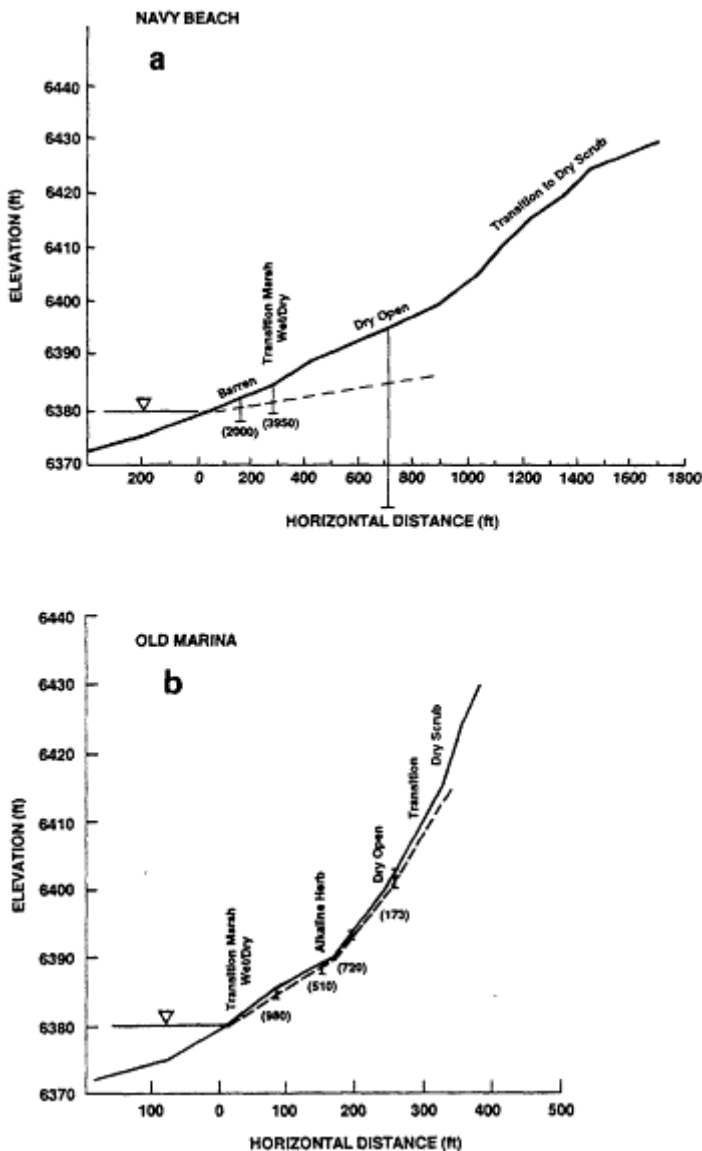 NAVY BEACH
a
ELEVATION (ft)
6440
6430
6420
6410
6400
6390
6380
6370
Barren
(2000)
Transition Marsh
Wet/Dry
(3950)
Dry Open
Transition to Dry Scrub
200 0 200 400 600 800 1000 1200 1400 1600 1800
HORIZONTAL DISTANCE (ft)
OLD MARINA
b
ELEVATION (ft)
6440
6430
6420
6410
6400
6390
6380
6370
Transition Marsh
Wet/Dry
(980)
Alkaline Herb
(510)
(720)
Dry Open
(173)
Transition
Dry Scrub
100 0 100 200 300 400 500
HORIZONTAL DISTANCE (ft)